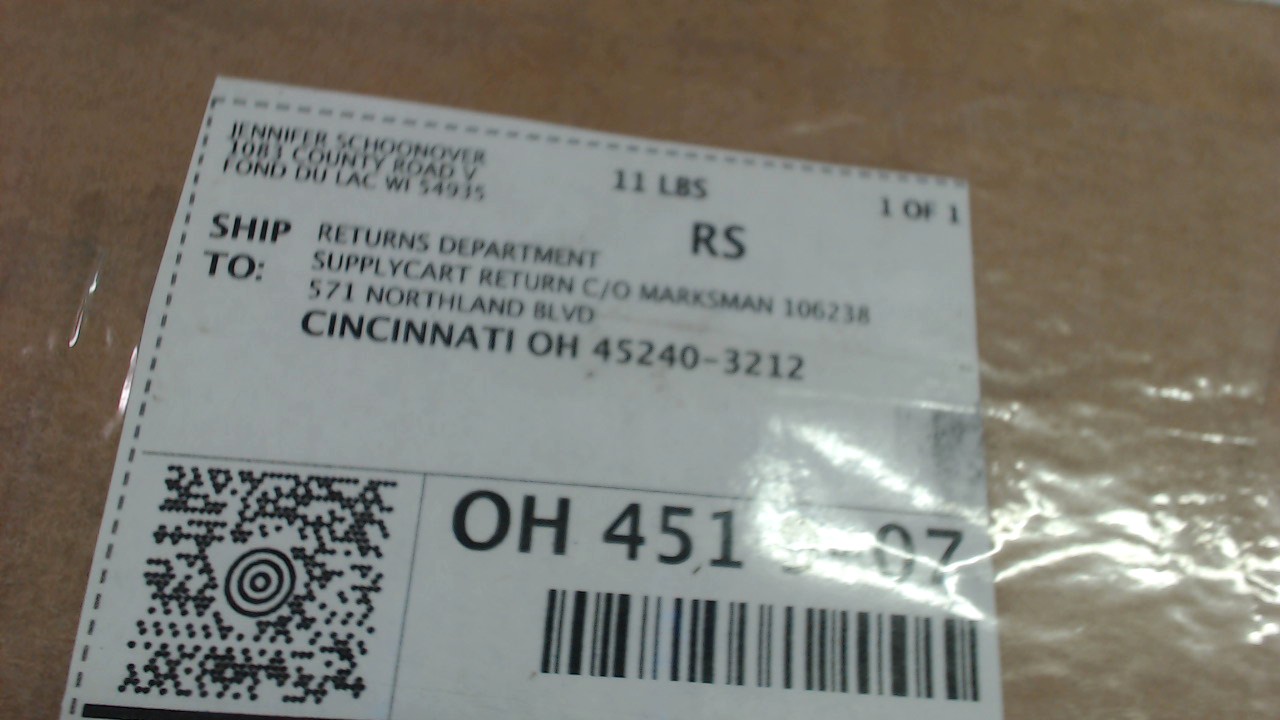 JENNIFER SCHOONOVER
1083 COUNTY ROAD V
FOND DU LAC WI 54935
11 LBS
1 OF 1
RS
SHIP TO:
RETURNS DEPARTMENT
SUPPLYCART RETURN C/O MARKSMAN 106238
571 NORTHLAND BLVD
CINCINNATI OH 45240-3212
OH 451 07